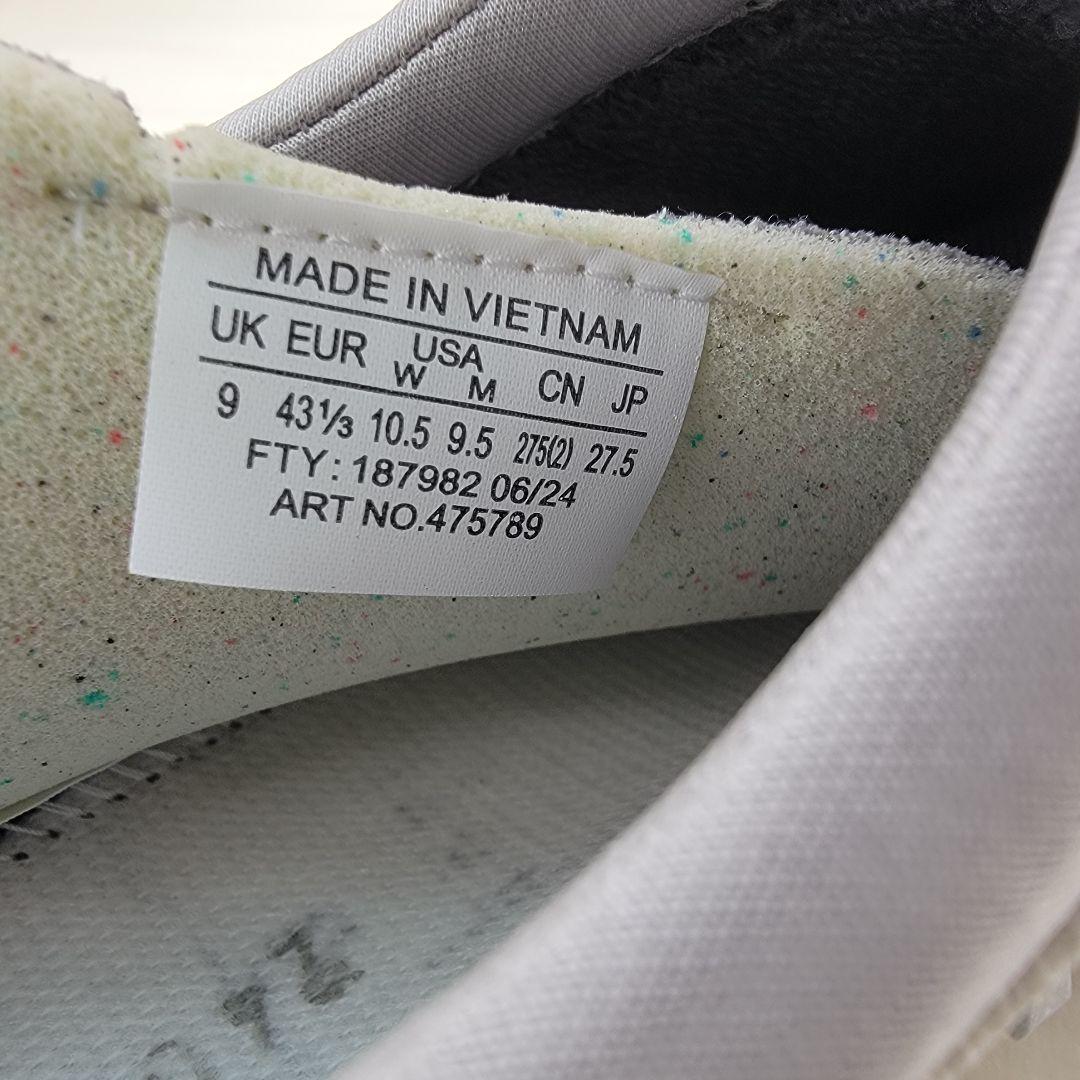 MADE IN VIETNAM
UK EUR USA CN JP
W M
9 43⅓ 10.5 9.5 275(2) 27.5
FTY: 187982 06/24
ART NO.475789